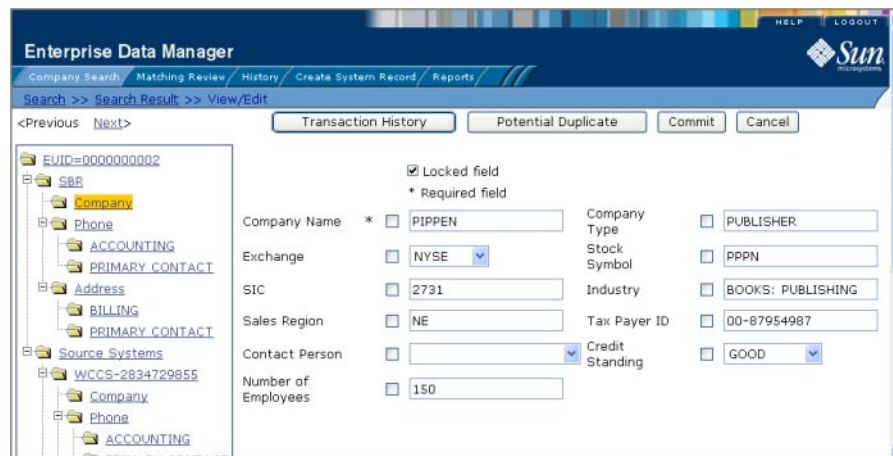 HELP LOGOUT
Enterprise Data Manager
Sun
microsystems
Company Search Matching Review History Create System Record Reports
Search >> Search Result >> View/Edit
<Previous Next> Transaction History Potential Duplicate Commit Cancel
EUID=0000000002
SBR
Company
Phone
ACCOUNTING
PRIMARY CONTACT
Address
BILLING
PRIMARY CONTACT
Source Systems
WCCS-2834729855
Company
Phone
ACCOUNTING
Locked field
* Required field
Company Name * PIPPEN
Company Type PUBLISHER
Exchange NYSE
Stock Symbol PPPN
SIC 2731
Industry BOOKS: PUBLISHING
Sales Region NE
Tax Payer ID 00-87954987
Contact Person
Credit Standing GOOD
Number of Employees 150